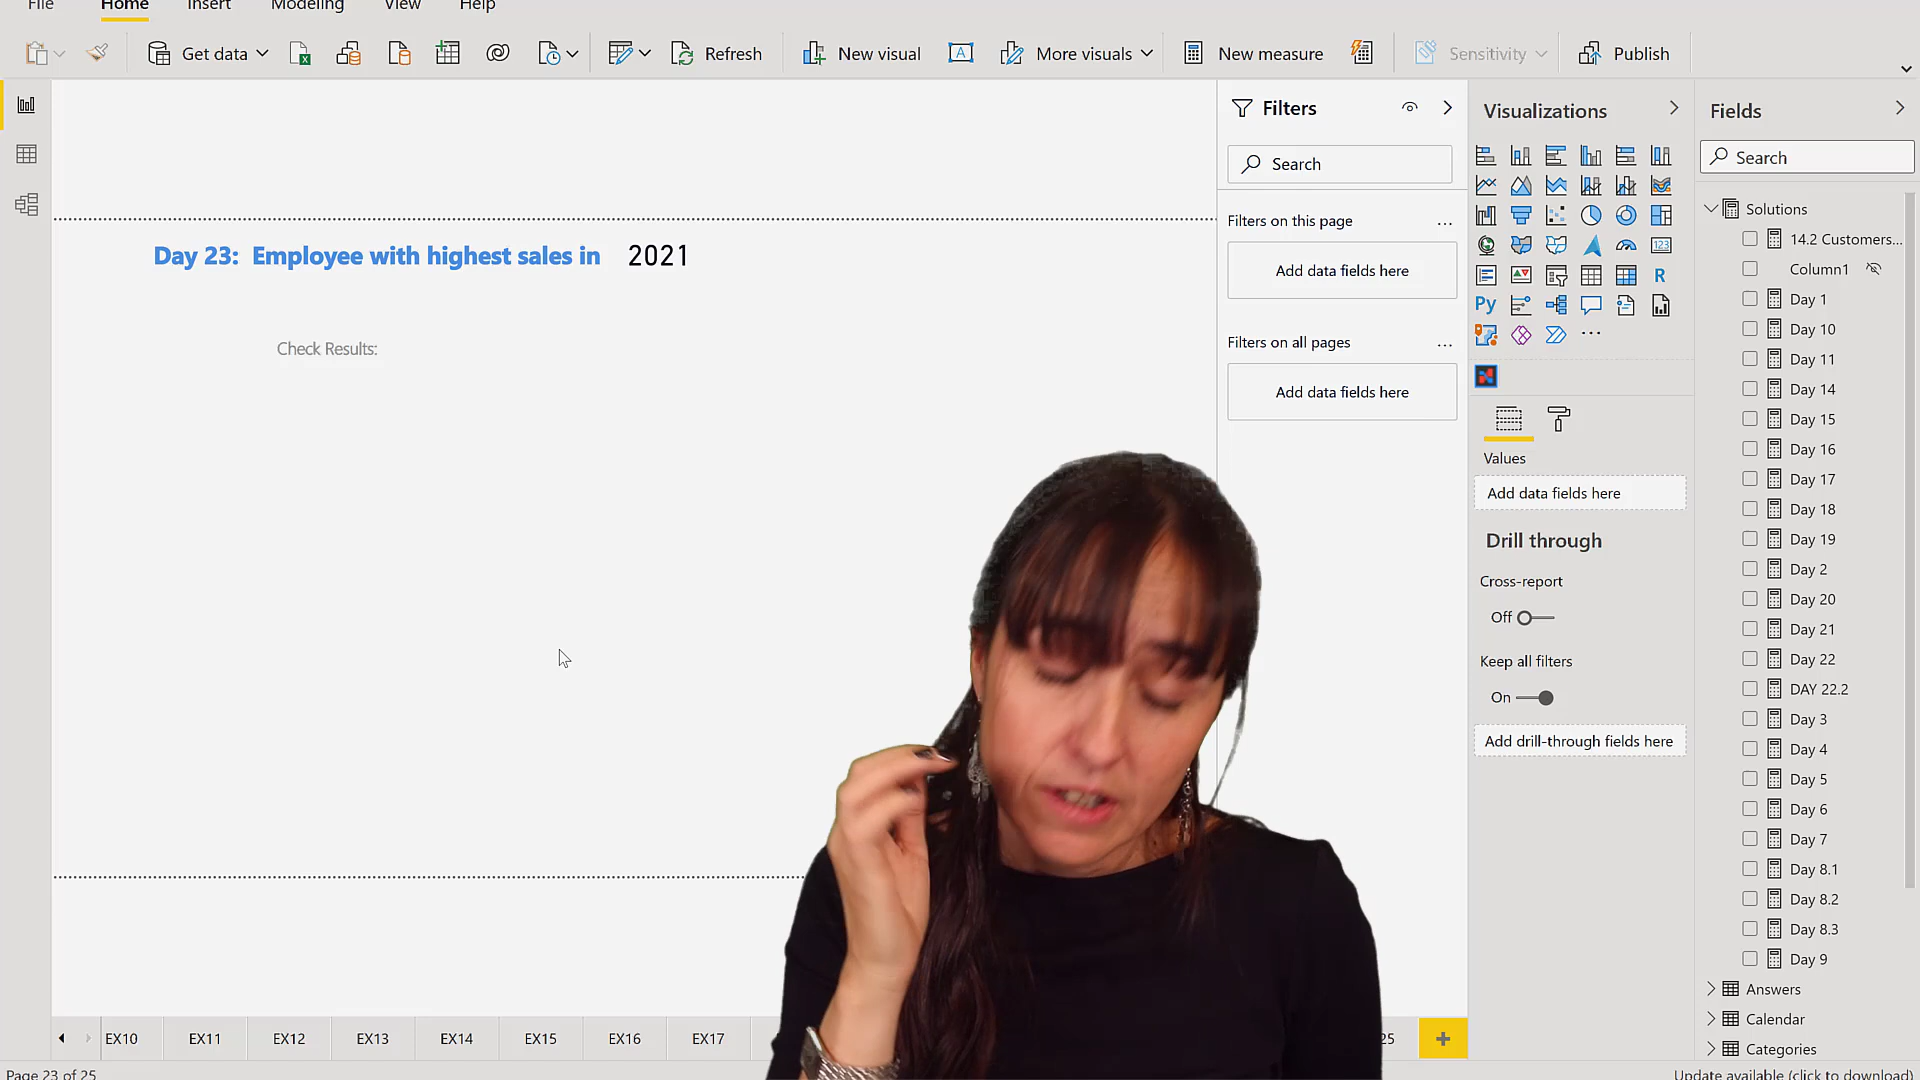 File
Home
Insert
Modeling
View
Help
Get data
Refresh
New visual
More visuals
New measure
Sensitivity
Publish
Day 23: Employee with highest sales in 2021
Check Results:
Filters
Search
Filters on this page
...
Add data fields here
Filters on all pages
...
Add data fields here
Visualizations
123
R
Py
...
Values
Add data fields here
Drill through
Cross-report
Off
Keep all filters
On
Add drill-through fields here
Fields
Search
Solutions
14.2 Customers...
Column1
Day 1
Day 10
Day 11
Day 14
Day 15
Day 16
Day 17
Day 18
Day 19
Day 2
Day 20
Day 21
Day 22
DAY 22.2
Day 3
Day 4
Day 5
Day 6
Day 7
Day 8.1
Day 8.2
Day 8.3
Day 9
Answers
Calendar
Categories
EX10
EX11
EX12
EX13
EX14
EX15
EX16
EX17
25
Page 23 of 25
Update available (click to download)